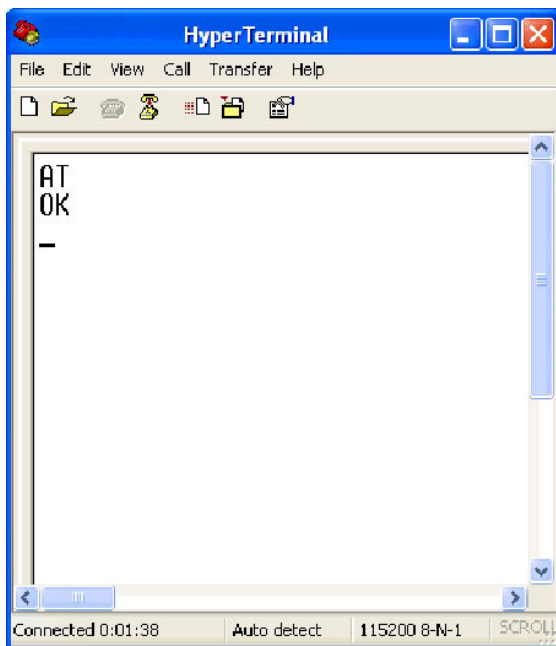 HyperTerminal
File Edit View Call Transfer Help
AT
OK
Connected 0:01:38 Auto detect 115200 8-N-1 SCROLL